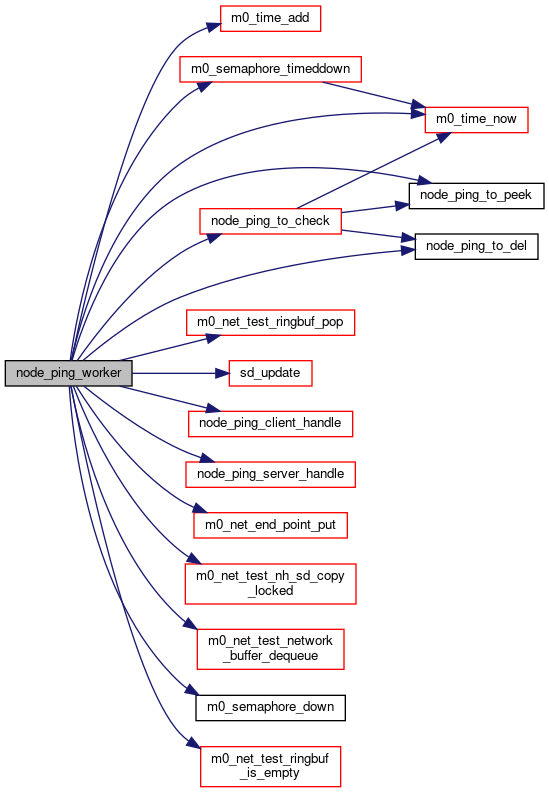 m0_time_add
m0_semaphore_timeddown
m0_time_now
node_ping_to_peek
node_ping_to_check
node_ping_to_del
m0_net_test_ringbuf_pop
node_ping_worker
sd_update
node_ping_client_handle
node_ping_server_handle
m0_net_end_point_put
m0_net_test_nh_sd_copy
_locked
m0_net_test_network
_buffer_dequeue
m0_semaphore_down
m0_net_test_ringbuf
_is_empty